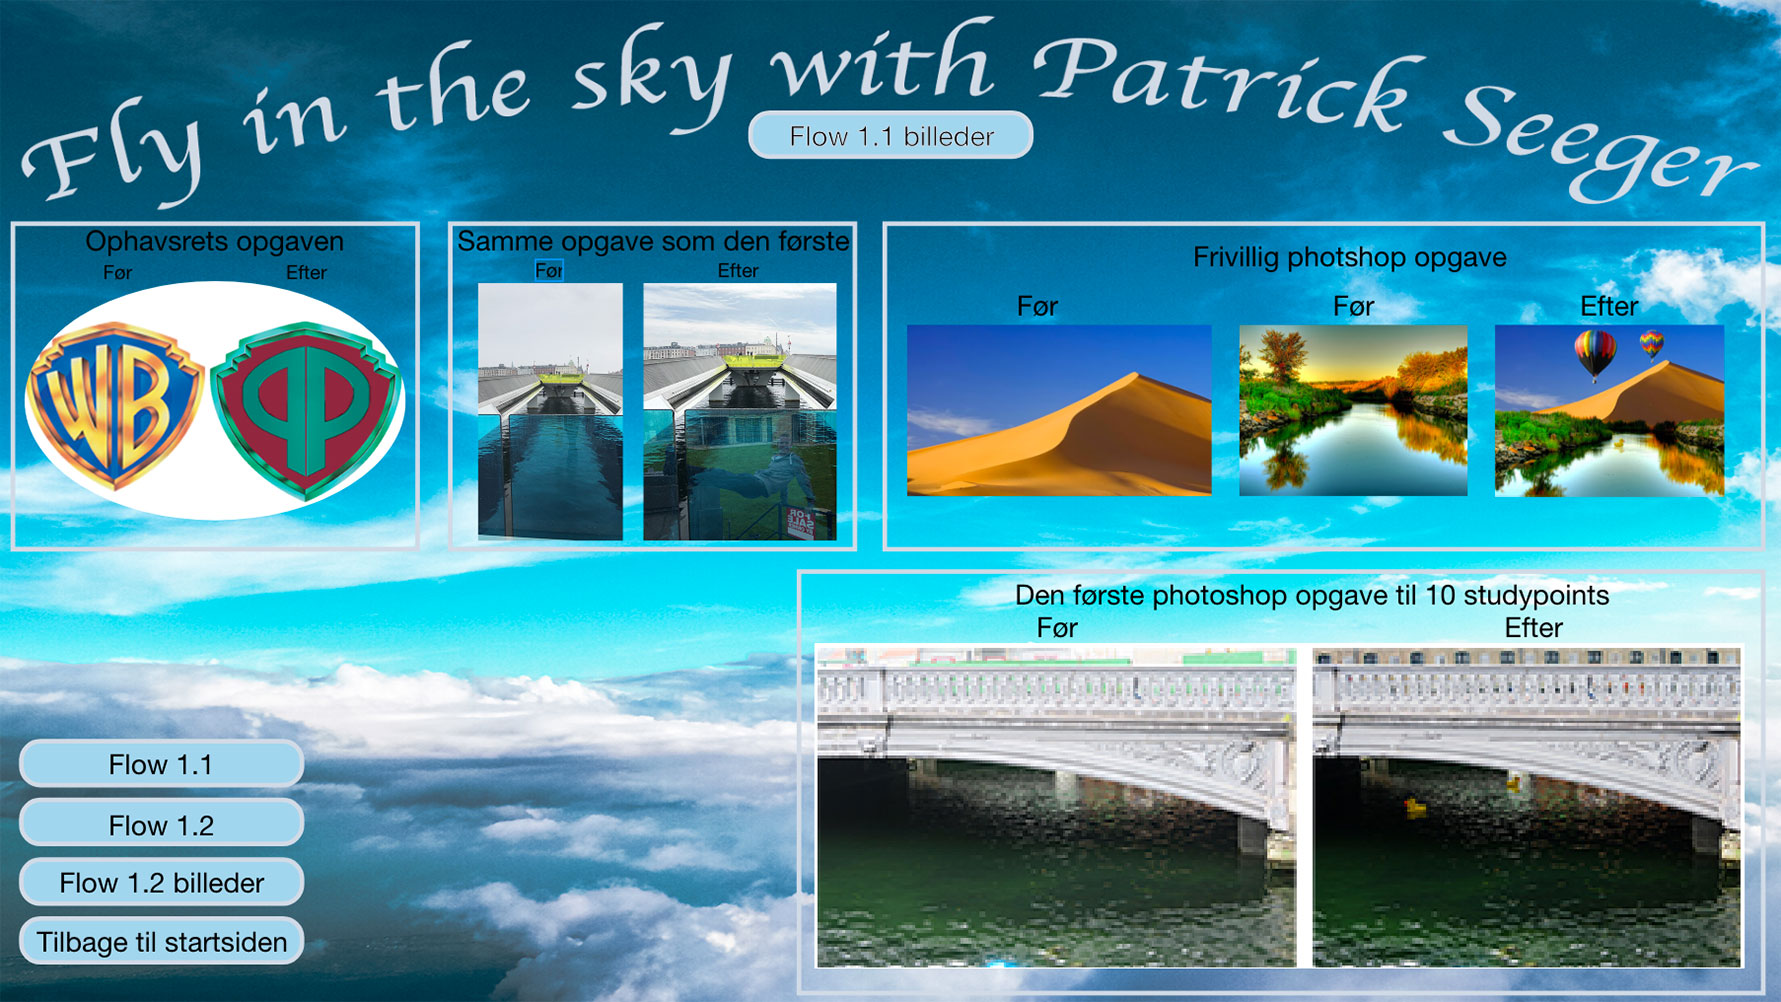 Fly in the sky with Patrick Seeger
Flow 1.1 billeder
Ophavsrets opgaven
Før Efter
WB
Samme opgave som den første
Før Efter
FOR
SALE
Frivillig photshop opgave
Før Før Efter
Den første photoshop opgave til 10 studypoints
Før Efter
Flow 1.1
Flow 1.2
Flow 1.2 billeder
Tilbage til startsiden